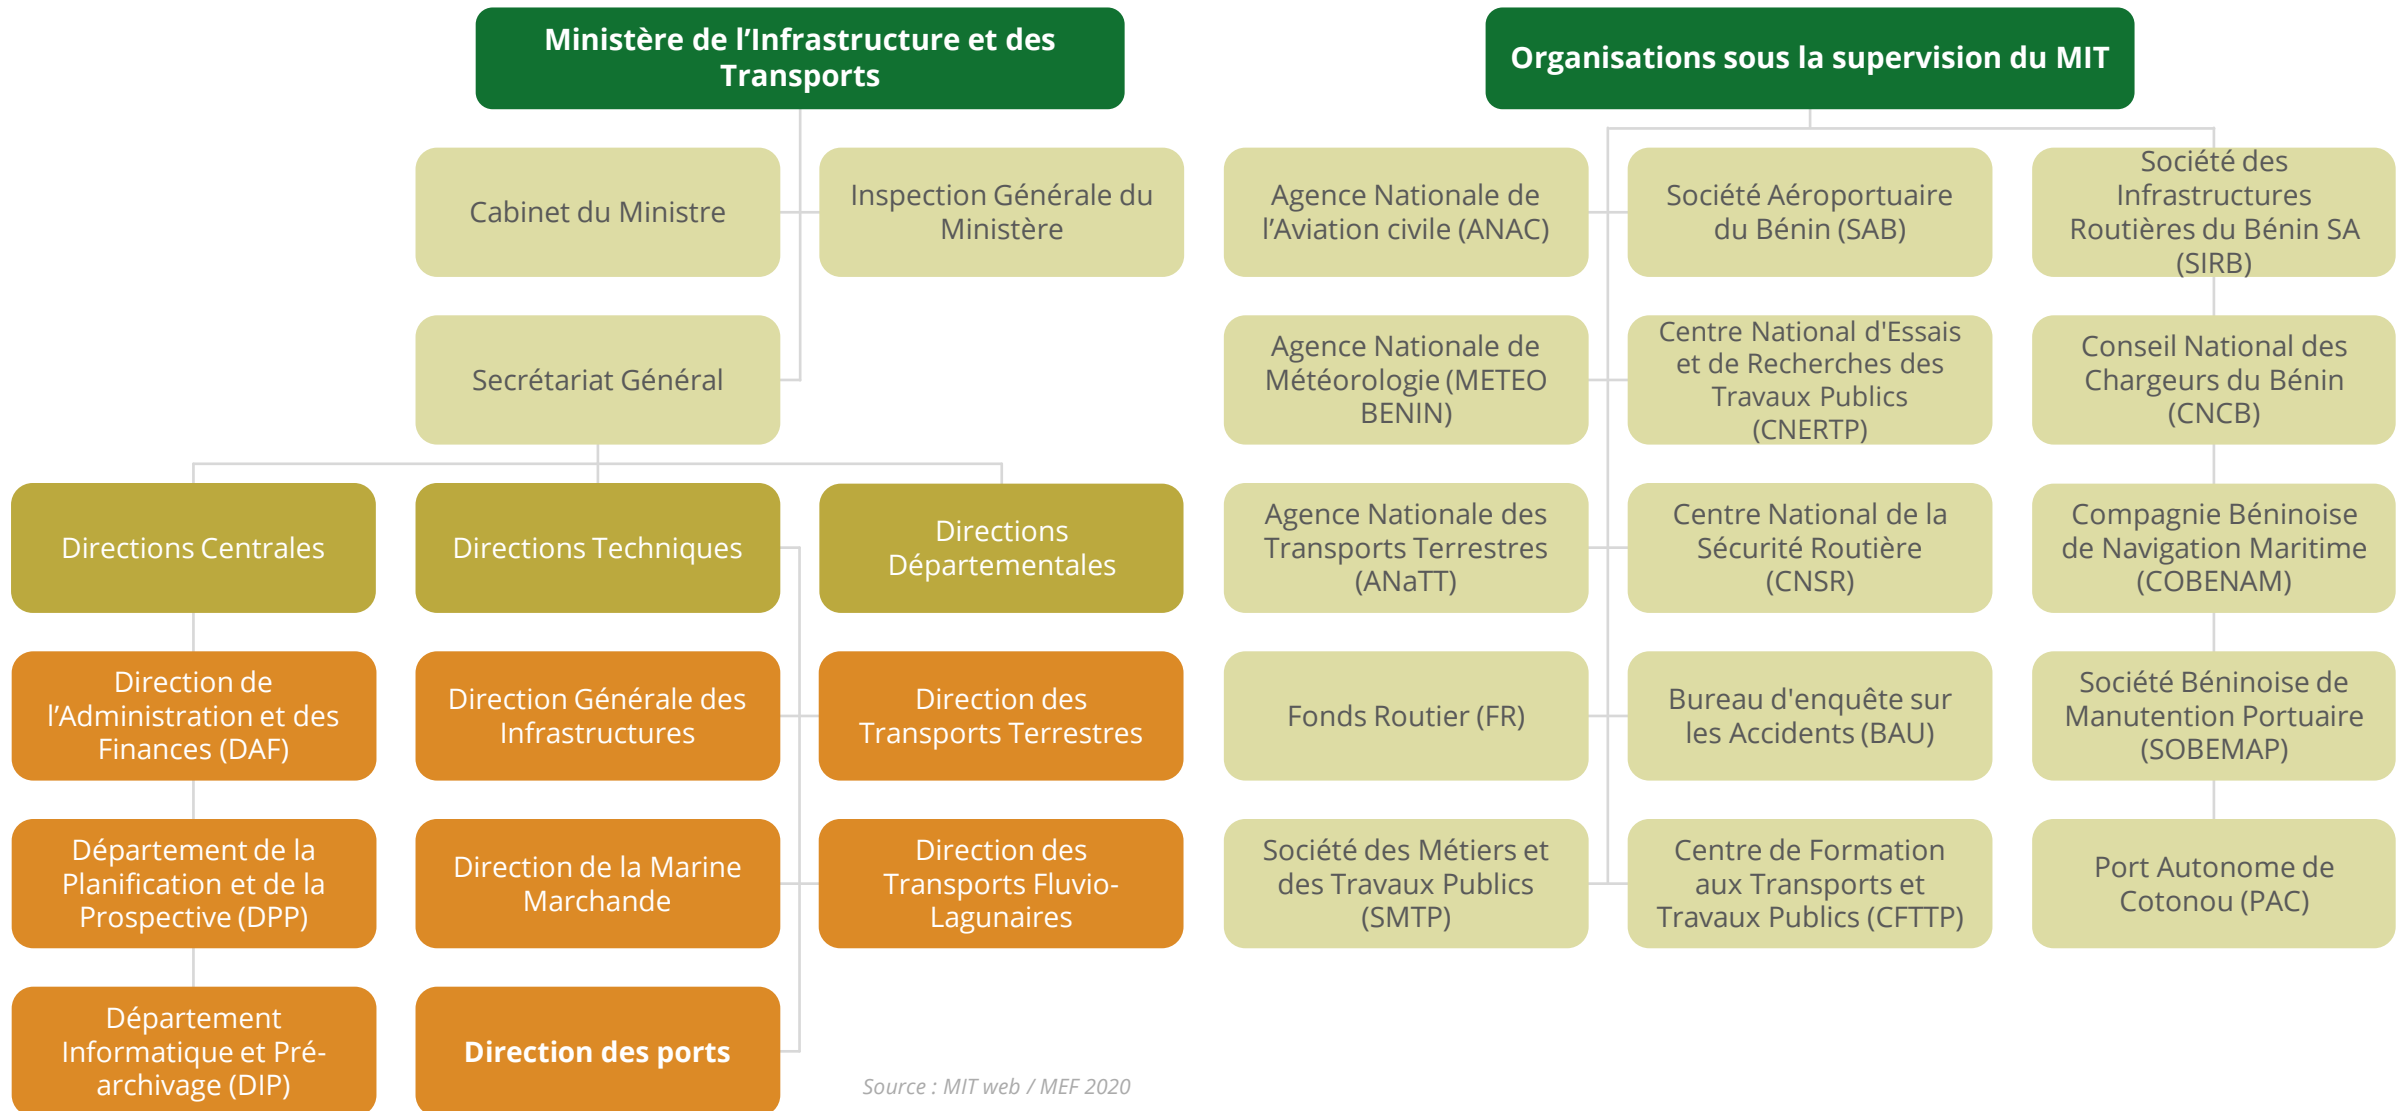 Ministère de l’Infrastructure et des
Transports
Cabinet du Ministre
Inspection Générale du
Ministère
Secrétariat Général
Directions Centrales
Directions Techniques
Directions
Départementales
Direction de
l’Administration et des
Finances (DAF)
Direction Générale des
Infrastructures
Direction des
Transports Terrestres
Département de la
Planification et de la
Prospective (DPP)
Direction de la Marine
Marchande
Direction des
Transports Fluvio-
Lagunaires
Département
Informatique et Pré-
archivage (DIP)
Direction des ports
Organisations sous la supervision du MIT
Agence Nationale de
l’Aviation civile (ANAC)
Société Aéroportuaire
du Bénin (SAB)
Société des
Infrastructures
Routières du Bénin SA
(SIRB)
Agence Nationale de
Météorologie (METEO
BENIN)
Centre National d'Essais
et de Recherches des
Travaux Publics
(CNERTP)
Conseil National des
Chargeurs du Bénin
(CNCB)
Agence Nationale des
Transports Terrestres
(ANaTT)
Centre National de la
Sécurité Routière
(CNSR)
Compagnie Béninoise
de Navigation Maritime
(COBENAM)
Fonds Routier (FR)
Bureau d'enquête sur
les Accidents (BAU)
Société Béninoise de
Manutention Portuaire
(SOBEMAP)
Société des Métiers et
des Travaux Publics
(SMTP)
Centre de Formation
aux Transports et
Travaux Publics (CFTTP)
Port Autonome de
Cotonou (PAC)
Source : MIT web / MEF 2020